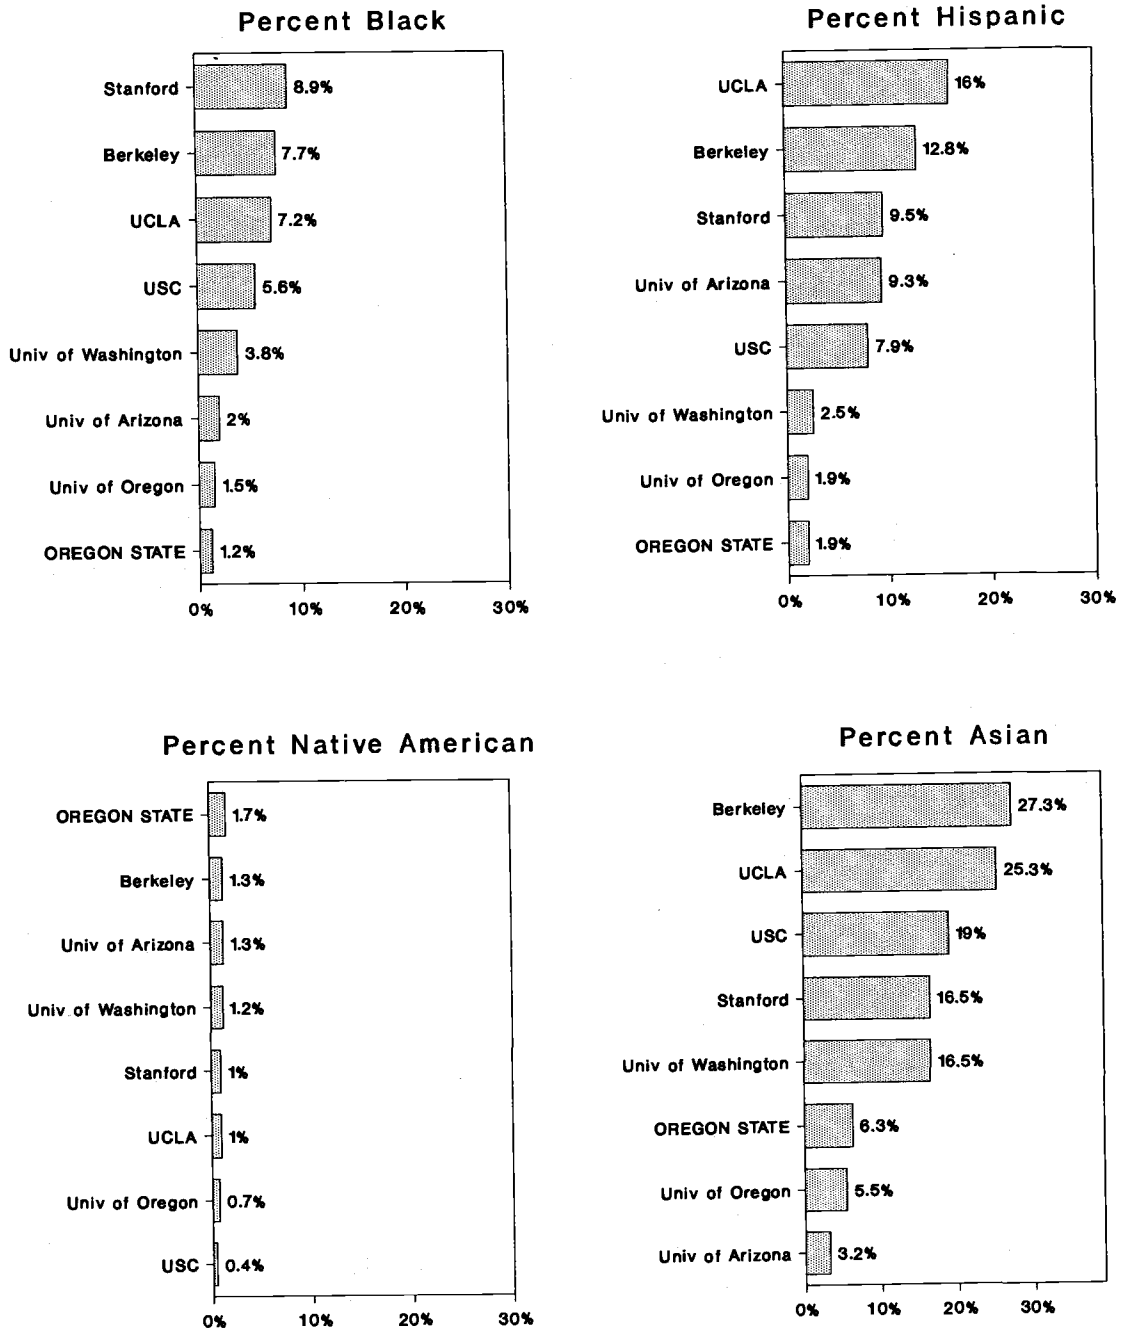 Percent Black
Stanford 8.9%
Berkeley 7.7%
UCLA 7.2%
USC 5.6%
Univ of Washington 3.8%
Univ of Arizona 2%
Univ of Oregon 1.5%
OREGON STATE 1.2%
0% 10% 20% 30%
Percent Hispanic
UCLA 16%
Berkeley 12.8%
Stanford 9.5%
Univ of Arizona 9.3%
USC 7.9%
Univ of Washington 2.5%
Univ of Oregon 1.9%
OREGON STATE 1.9%
0% 10% 20% 30%
Percent Native American
OREGON STATE 1.7%
Berkeley 1.3%
Univ of Arizona 1.3%
Univ of Washington 1.2%
Stanford 1%
UCLA 1%
Univ of Oregon 0.7%
USC 0.4%
0% 10% 20% 30%
Percent Asian
Berkeley 27.3%
UCLA 25.3%
USC 19%
Stanford 16.5%
Univ of Washington 16.5%
OREGON STATE 6.3%
Univ of Oregon 5.5%
Univ of Arizona 3.2%
0% 10% 20% 30%